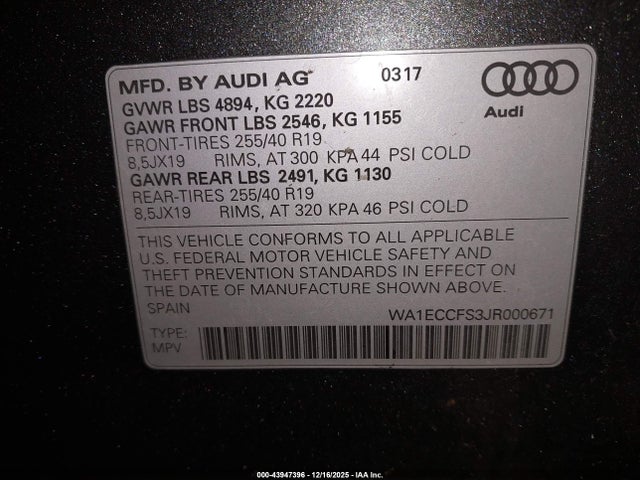 MFD. BY AUDI AG 0317
GVWR LBS 4894, KG 2220
GAWR FRONT LBS 2546, KG 1155
FRONT-TIRES 255/40 R19
8,5JX19 RIMS, AT 300 KPA 44 PSI COLD
GAWR REAR LBS 2491, KG 1130
REAR-TIRES 255/40 R19
8,5JX19 RIMS, AT 320 KPA 46 PSI COLD
Audi
THIS VEHICLE CONFORMS TO ALL APPLICABLE
U.S. FEDERAL MOTOR VEHICLE SAFETY AND
THEFT PREVENTION STANDARDS IN EFFECT ON
THE DATE OF MANUFACTURE SHOWN ABOVE.
SPAIN WA1ECCFS3JR000671
TYPE:
MPV
000-43947396 - 12/16/2025 - IAA Inc.